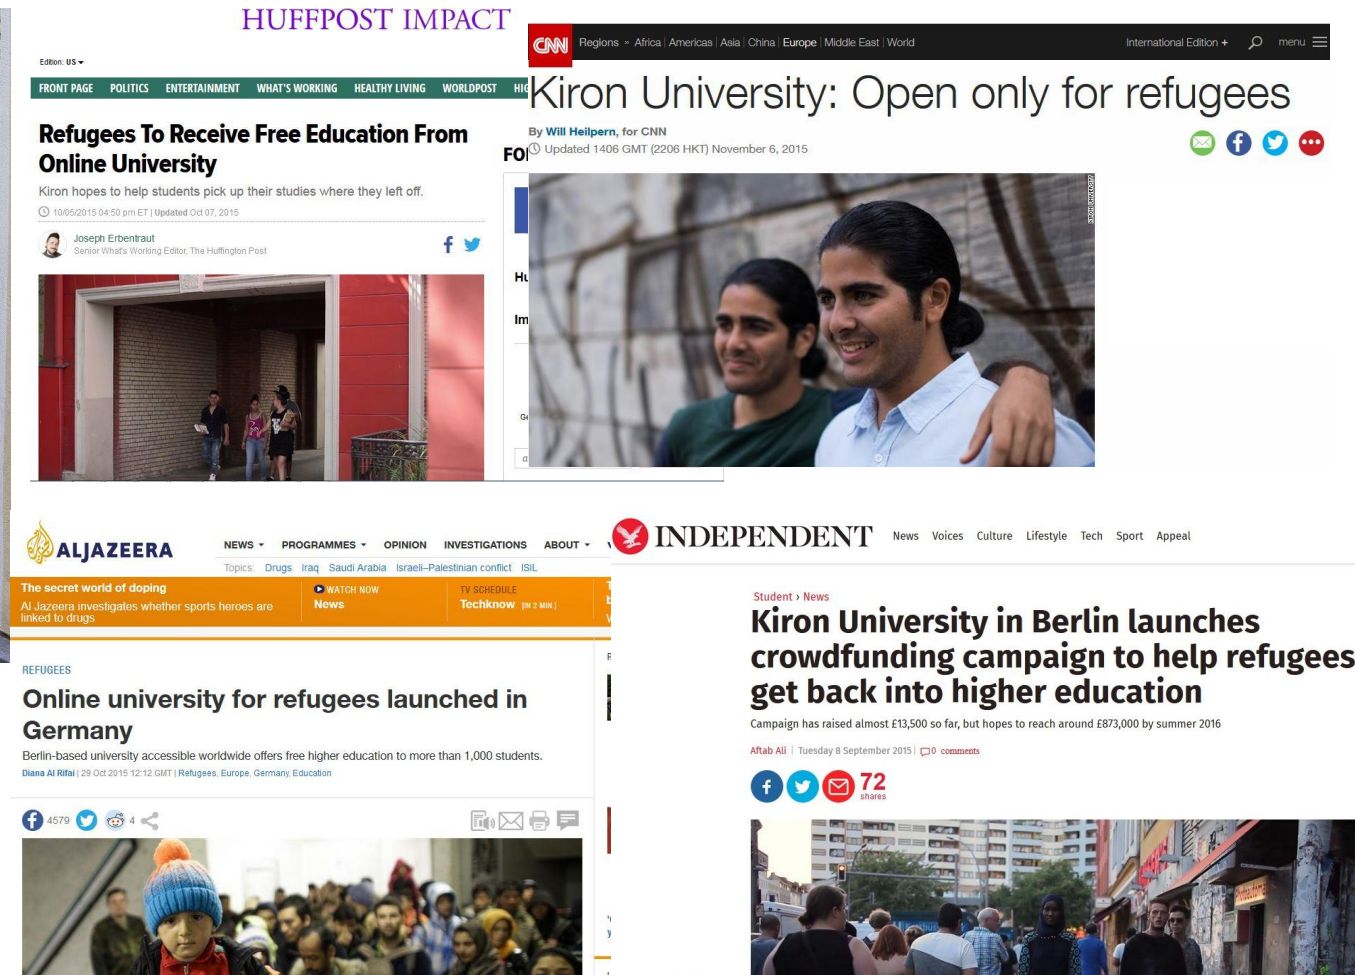 HUFFPOST IMPACT
Edition: US
FRONT PAGE POLITICS ENTERTAINMENT WHAT'S WORKING HEALTHY LIVING WORLDPOST
Refugees To Receive Free Education From
Online University
Kiron hopes to help students pick up their studies where they left off.
10/05/2015 04:50 pm ET | Updated Oct 07, 2015
Joseph Erbentraut
Senior What's Working Editor, The Huffington Post
CNN Regions » Africa | Americas | Asia | China | Europe | Middle East | World International Edition + menu
Kiron University: Open only for refugees
By Will Heilpern, for CNN
Updated 1406 GMT (2206 HKT) November 6, 2015
KIRON UNIVERSITY
ALJAZEERA
NEWS PROGRAMMES OPINION INVESTIGATIONS ABOUT
Topics: Drugs Iraq Saudi Arabia Israeli–Palestinian conflict ISIL
The secret world of doping
Al Jazeera investigates whether sports heroes are
linked to drugs
WATCH NOW
News
TV SCHEDULE
Techknow [IN 2 MIN.]
REFUGEES
Online university for refugees launched in
Germany
Berlin-based university accessible worldwide offers free higher education to more than 1,000 students.
Diana Al Rifai | 29 Oct 2015 12:12 GMT | Refugees, Europe, Germany, Education
4579 4
INDEPENDENT News Voices Culture Lifestyle Tech Sport Appeal
Student › News
Kiron University in Berlin launches
crowdfunding campaign to help refugees
get back into higher education
Campaign has raised almost £13,500 so far, but hopes to reach around £873,000 by summer 2016
Aftab Ali | Tuesday 8 September 2015 | 0 comments
72
shares